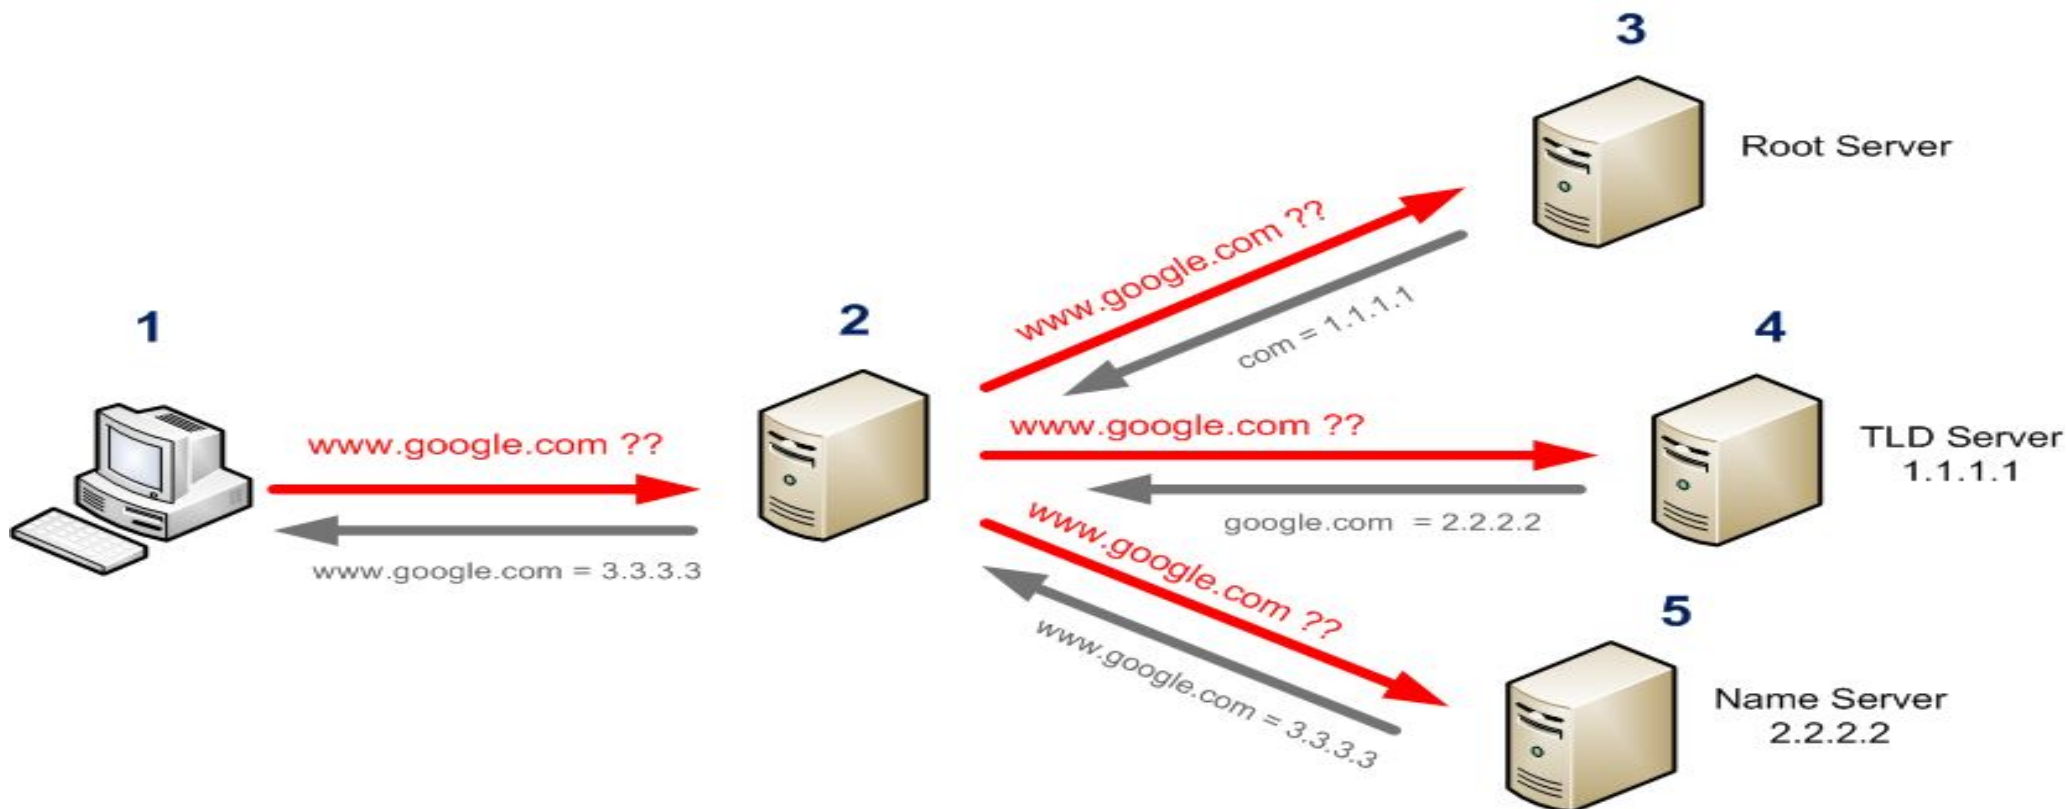 3
Root Server
www.google.com ??
com = 1.1.1.1
1
2
4
www.google.com ??
www.google.com ??
TLD Server
1.1.1.1
google.com = 2.2.2.2
www.google.com = 3.3.3.3
www.google.com ??
www.google.com = 3.3.3.3
5
Name Server
2.2.2.2